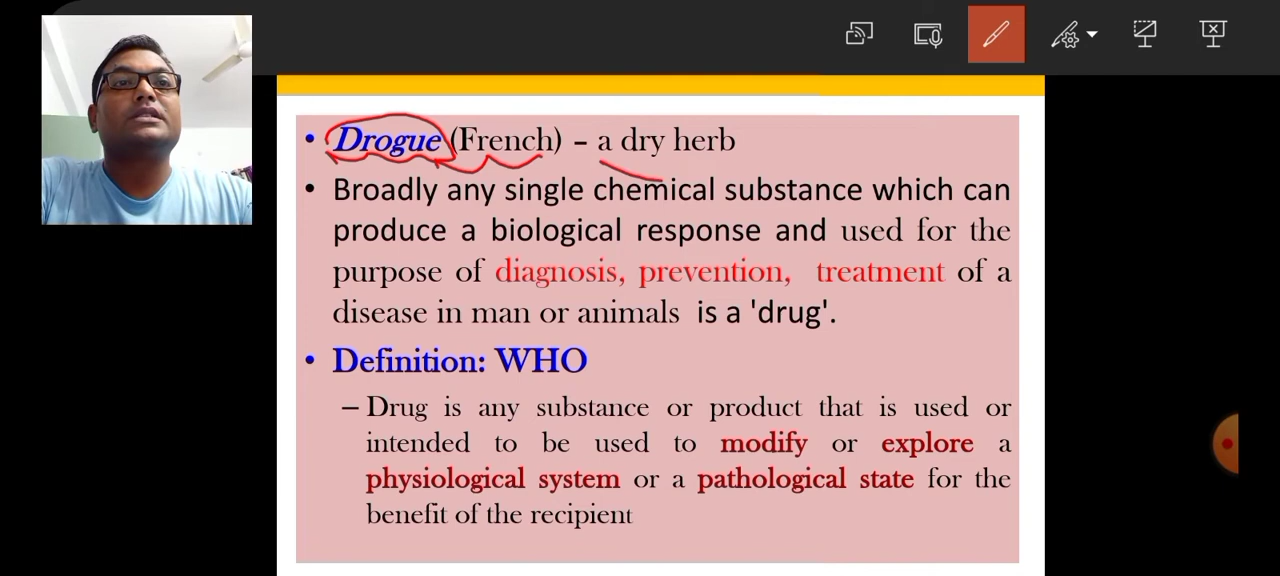 • Drogue (French) – a dry herb
• Broadly any single chemical substance which can
produce a biological response and used for the
purpose of diagnosis, prevention, treatment of a
disease in man or animals is a 'drug'.
• Definition: WHO
– Drug is any substance or product that is used or
intended to be used to modify or explore a
physiological system or a pathological state for the
benefit of the recipient